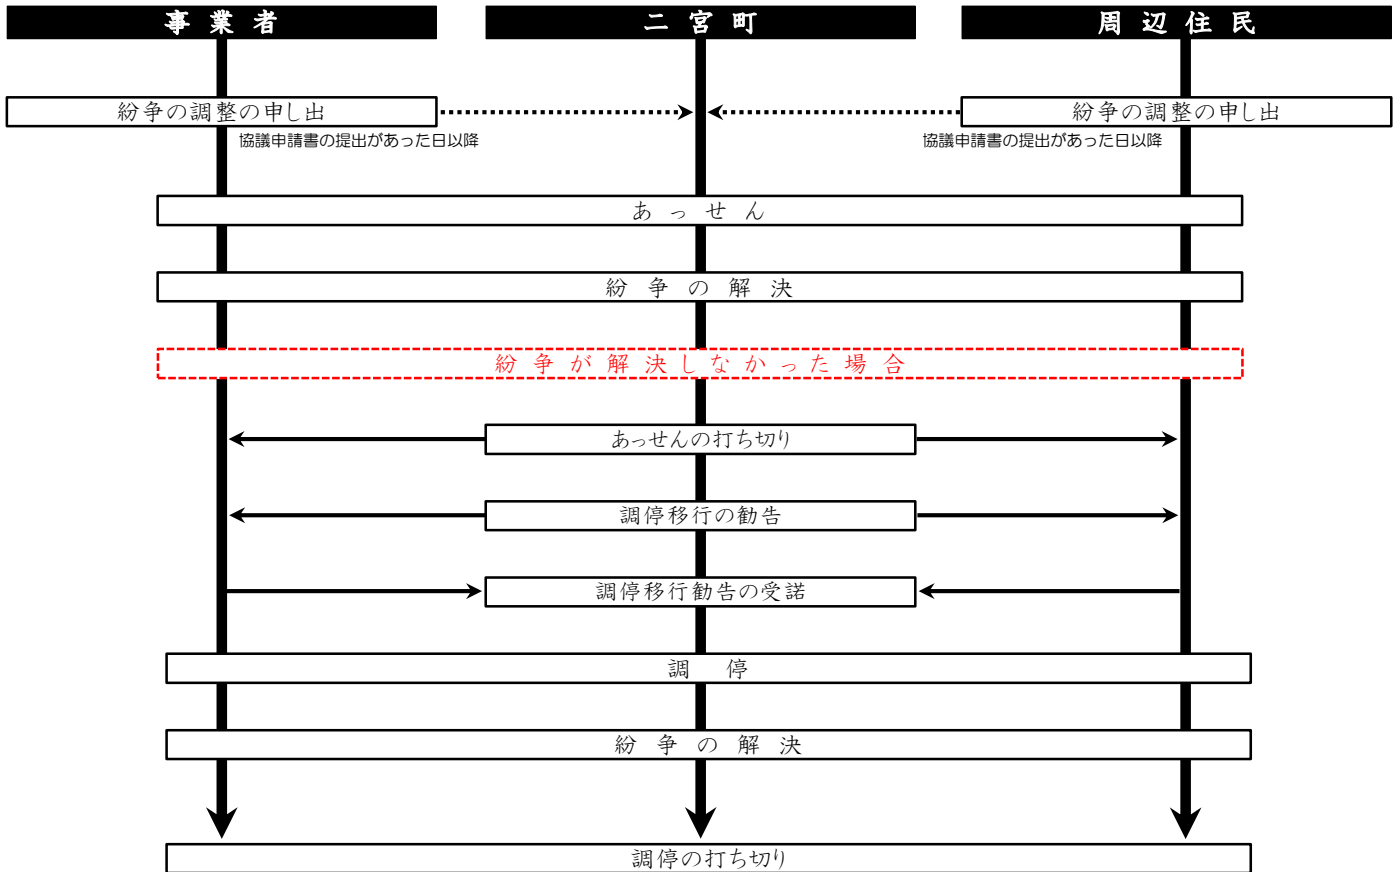 事業者
二宮町
周辺住民
紛争の調整の申し出
紛争の調整の申し出
協議申請書の提出があった日以降
協議申請書の提出があった日以降
あっせん
紛争の解決
紛争が解決しなかった場合
あっせんの打ち切り
調停移行の勧告
調停移行勧告の受諾
調停
紛争の解決
調停の打ち切り